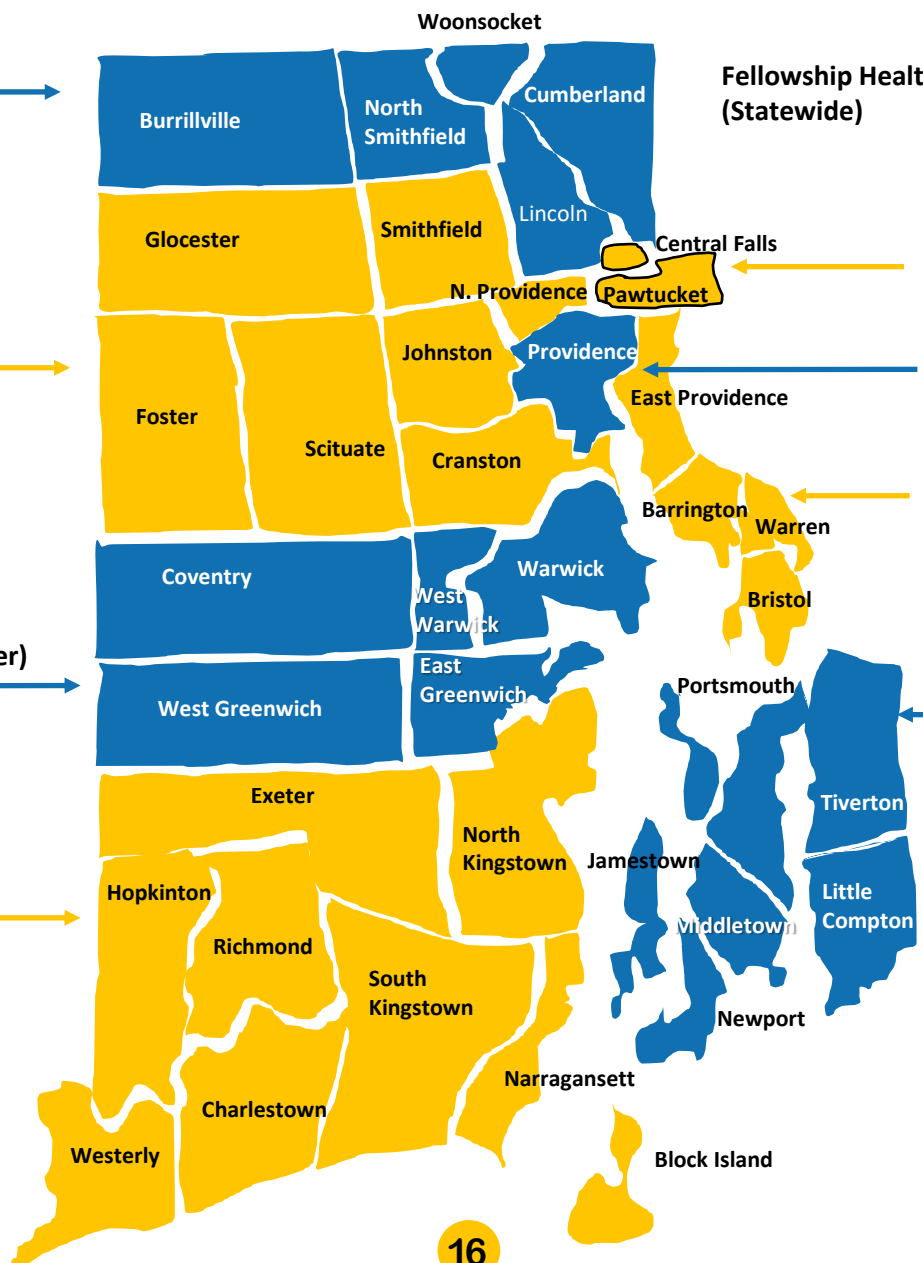 Woonsocket
Fellowship Healt
(Statewide)
Cumberland
Burrillville
North
Smithfield
Lincoln
Glocester
Smithfield
Central Falls
N. Providence
Pawtucket
Johnston
Providence
East Providence
Foster
Scituate
Cranston
Barrington
Warren
Coventry
Warwick
West
Warwick
Bristol
er)
East
Greenwich
West Greenwich
Portsmouth
Exeter
Tiverton
North
Kingstown
Jamestown
Hopkinton
Little
Compton
Middletown
Richmond
South
Kingstown
Newport
Narragansett
Charlestown
Westerly
Block Island
16